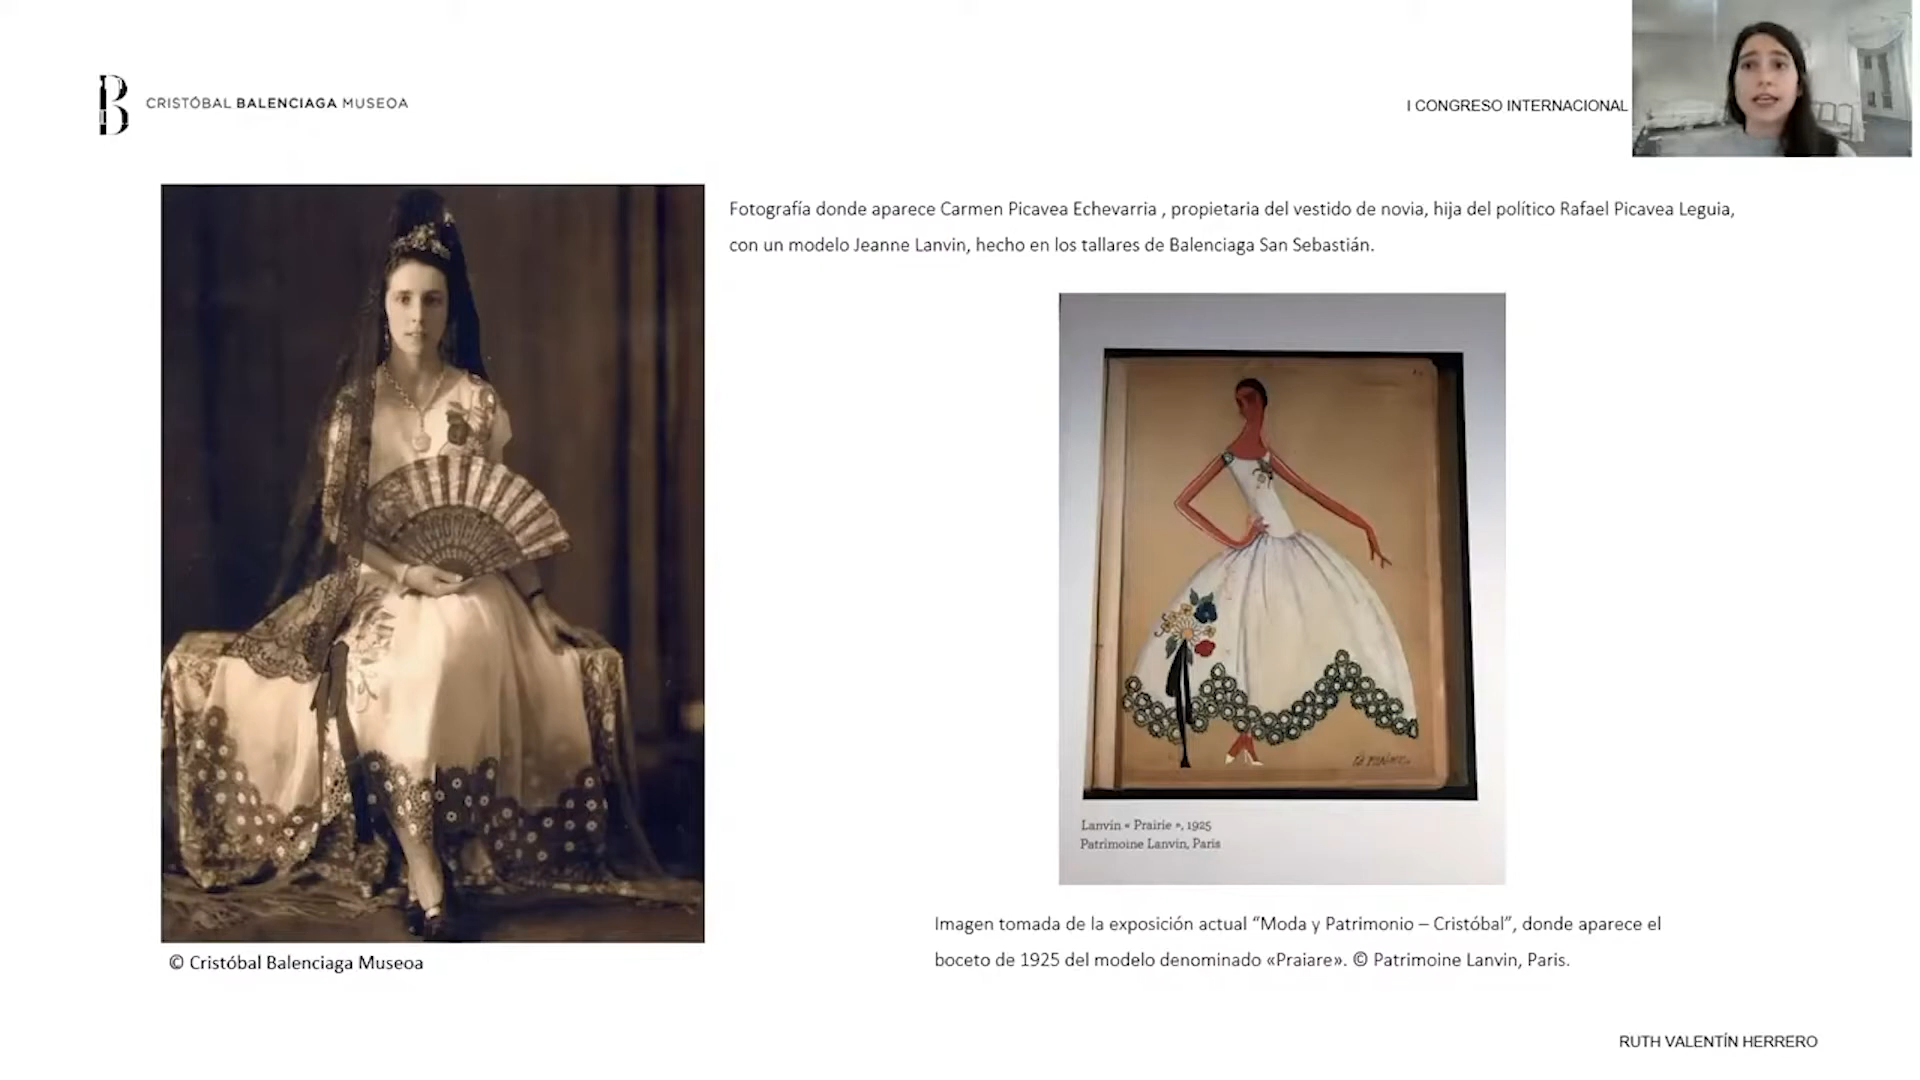 CRISTÓBAL BALENCIAGA MUSEOA
I CONGRESO INTERNACIONAL
Fotografía donde aparece Carmen Picavea Echevarria , propietaria del vestido de novia, hija del político Rafael Picavea Leguia,
con un modelo Jeanne Lanvin, hecho en los tallares de Balenciaga San Sebastián.
Lanvin « Prairie », 1925
Patrimoine Lanvin, Paris
Imagen tomada de la exposición actual “Moda y Patrimonio – Cristóbal”, donde aparece el
boceto de 1925 del modelo denominado «Praiare». © Patrimoine Lanvin, Paris.
© Cristóbal Balenciaga Museoa
RUTH VALENTÍN HERRERO